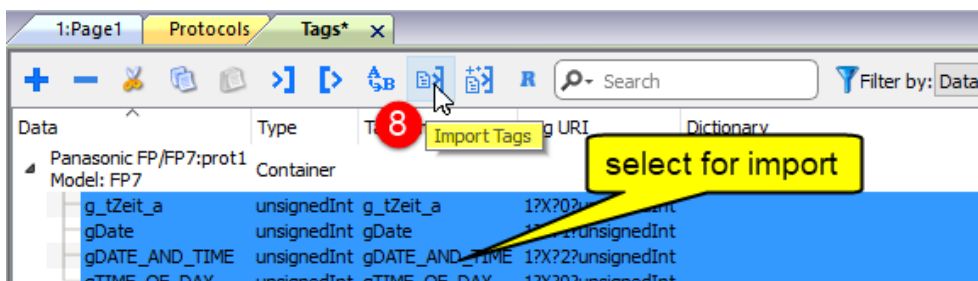 1:Page1 Protocols Tags* x
R Search Filter by: Data
8 Import Tags
Data Type URI Dictionary
select for import
Panasonic FP/FP7:prot1 Container
Model: FP7
g_tZeit_a unsignedInt g_tZeit_a 1?X?0?unsignedInt
gDate unsignedInt gDate unsignedInt
gDATE_AND_TIME unsignedInt gDATE_AND_TIME 1?X?2?unsignedInt